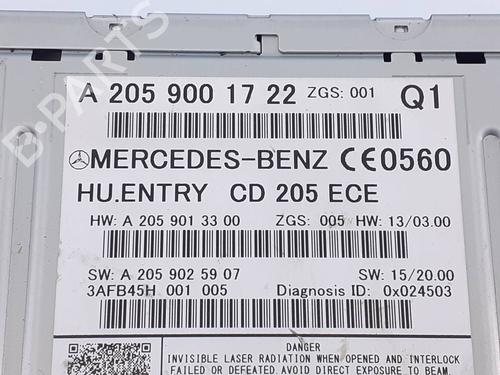 A 205 900 17 22 ZGS: 001 Q1
MERCEDES-BENZ CE0560
HU.ENTRY CD 205 ECE
HW: A 205 901 33 00 ZGS: 005 HW: 13/03.00
SW: A 205 902 59 07 SW: 15/20.00
3AFB45H 001 005 Diagnosis ID: 0x024503
DANGER
INVISIBLE LASER RADIATION WHEN OPENED AND INTERLOCK
FAILED OR DEFEATED. AVOID DIRECT EXPOSURE TO BEAM.
B-PARTS